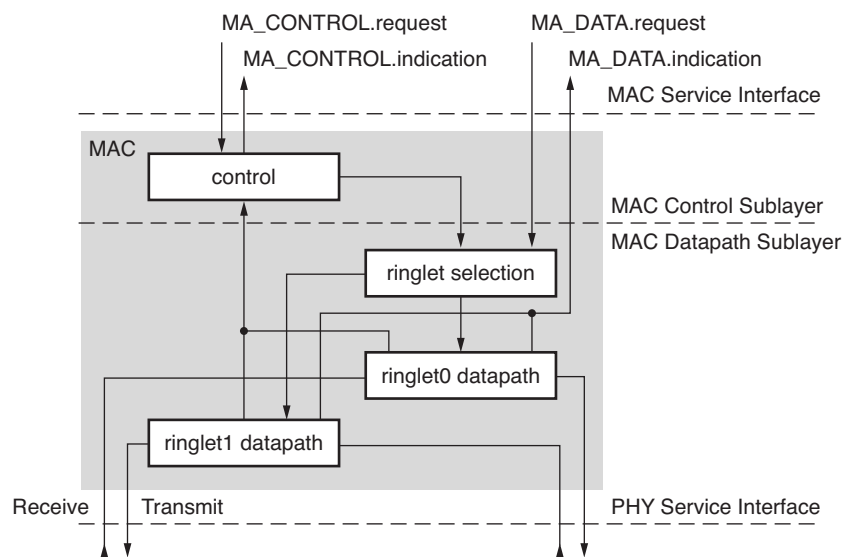 MA_CONTROL.request
MA_DATA.request
MA_CONTROL.indication
MA_DATA.indication
MAC Service Interface
MAC
control
MAC Control Sublayer
MAC Datapath Sublayer
ringlet selection
ringlet0 datapath
ringlet1 datapath
Receive
Transmit
PHY Service Interface